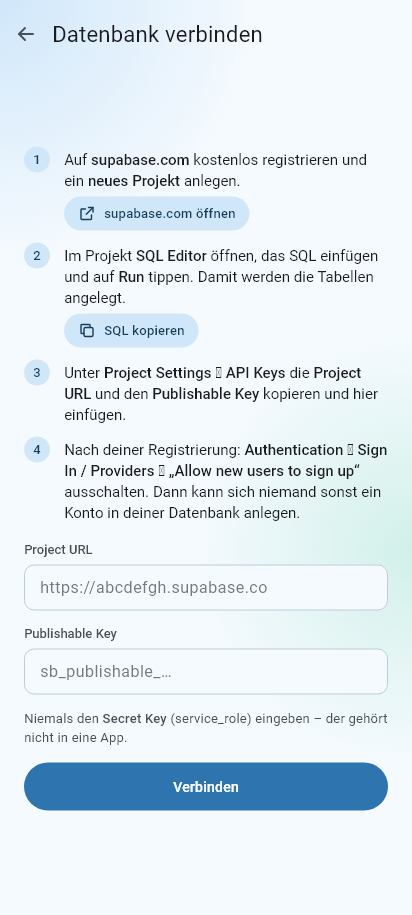 Datenbank verbinden
1
Auf supabase.com kostenlos registrieren und
ein neues Projekt anlegen.
supabase.com öffnen
2
Im Projekt SQL Editor öffnen, das SQL einfügen
und auf Run tippen. Damit werden die Tabellen
angelegt.
SQL kopieren
3
Unter Project Settings ▯ API Keys die Project
URL und den Publishable Key kopieren und hier
einfügen.
4
Nach deiner Registrierung: Authentication ▯ Sign
In / Providers ▯ „Allow new users to sign up“
ausschalten. Dann kann sich niemand sonst ein
Konto in deiner Datenbank anlegen.
Project URL
https://abcdefgh.supabase.co
Publishable Key
sb_publishable_…
Niemals den Secret Key (service_role) eingeben – der gehört
nicht in eine App.
Verbinden